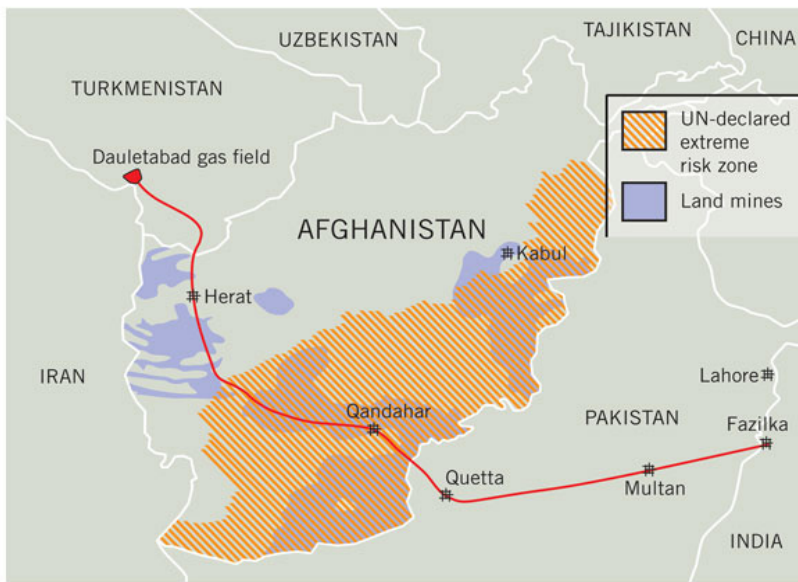 UZBEKISTAN
TAJIKISTAN
CHINA
TURKMENISTAN
UN-declared
extreme
risk zone
Land mines
Dauletabad gas field
AFGHANISTAN
Kabul
Herat
IRAN
Lahore
Qandahar
PAKISTAN
Fazilka
Quetta
Multan
INDIA